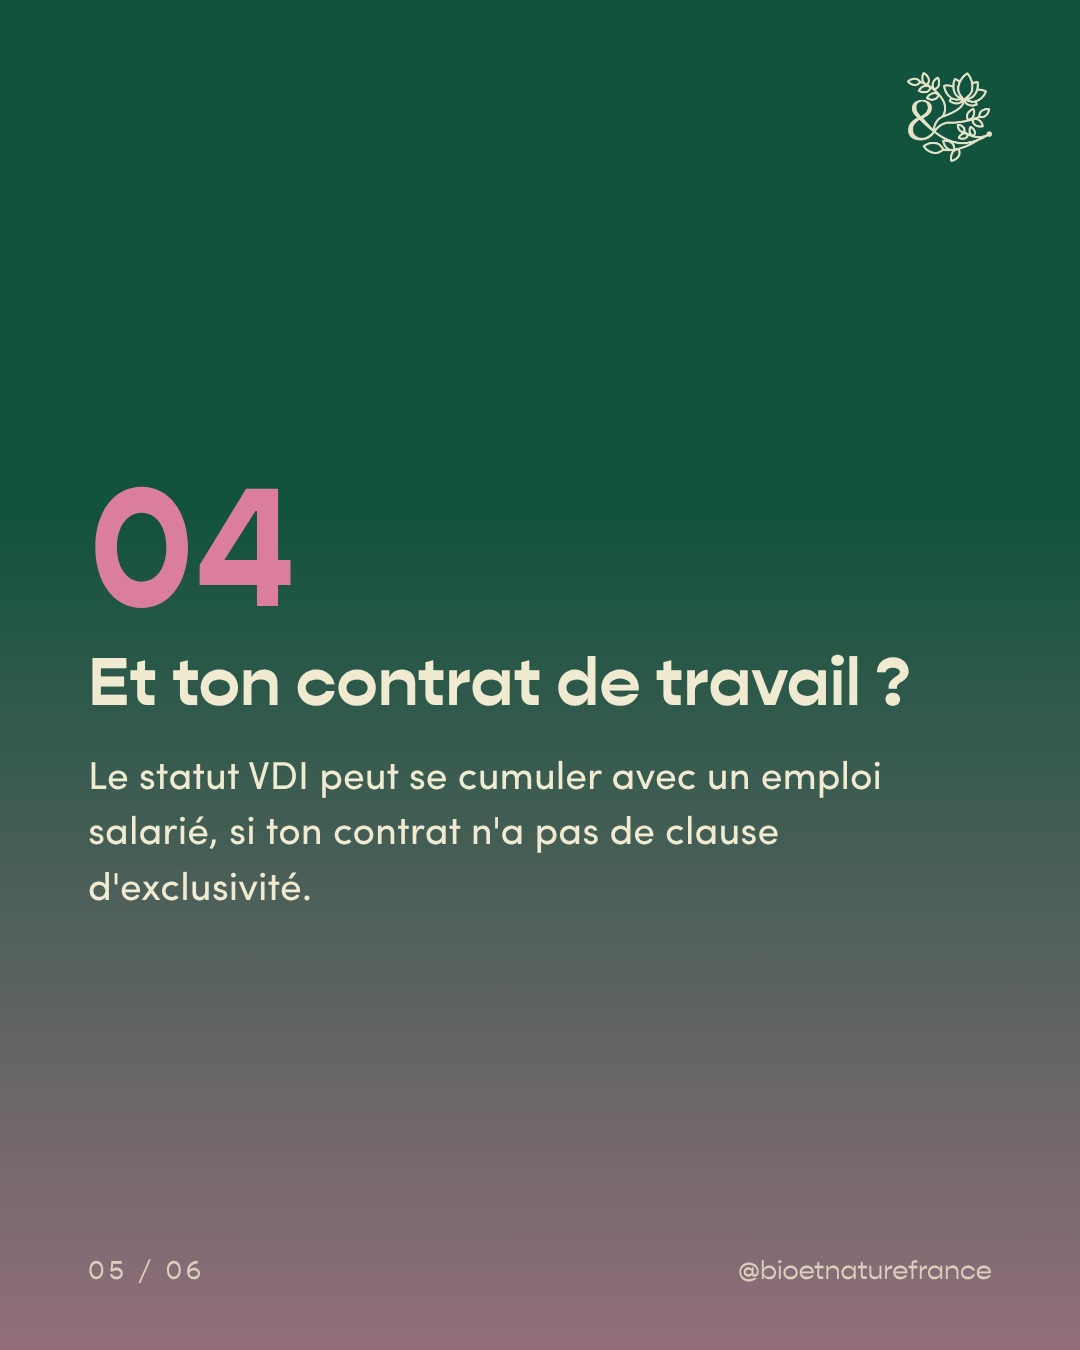 &
04
Et ton contrat de travail ?
Le statut VDI peut se cumuler avec un emploi
salarié, si ton contrat n'a pas de clause
d'exclusivité.
05 / 06
@bioetnaturefrance